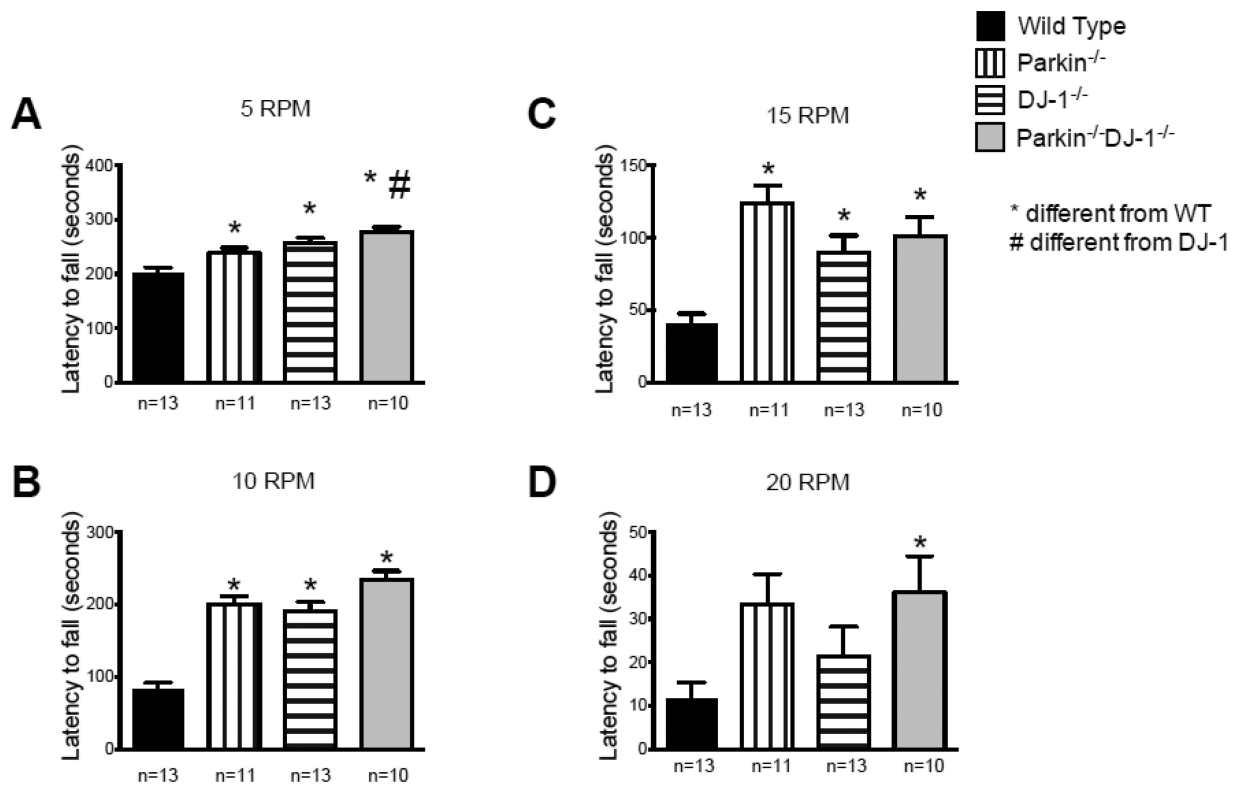 Wild Type
Parkin-/-
DJ-1-/-
Parkin-/-DJ-1-/-
* different from WT
# different from DJ-1
A
5 RPM
Latency to fall (seconds)
400
300
200
100
0
*
*
* #
n=13 n=11 n=13 n=10
B
10 RPM
Latency to fall (seconds)
300
200
100
0
*
*
*
n=13 n=11 n=13 n=10
C
15 RPM
Latency to fall (seconds)
150
100
50
0
*
*
*
n=13 n=11 n=13 n=10
D
20 RPM
Latency to fall (seconds)
50
40
30
20
10
0
*
n=13 n=11 n=13 n=10